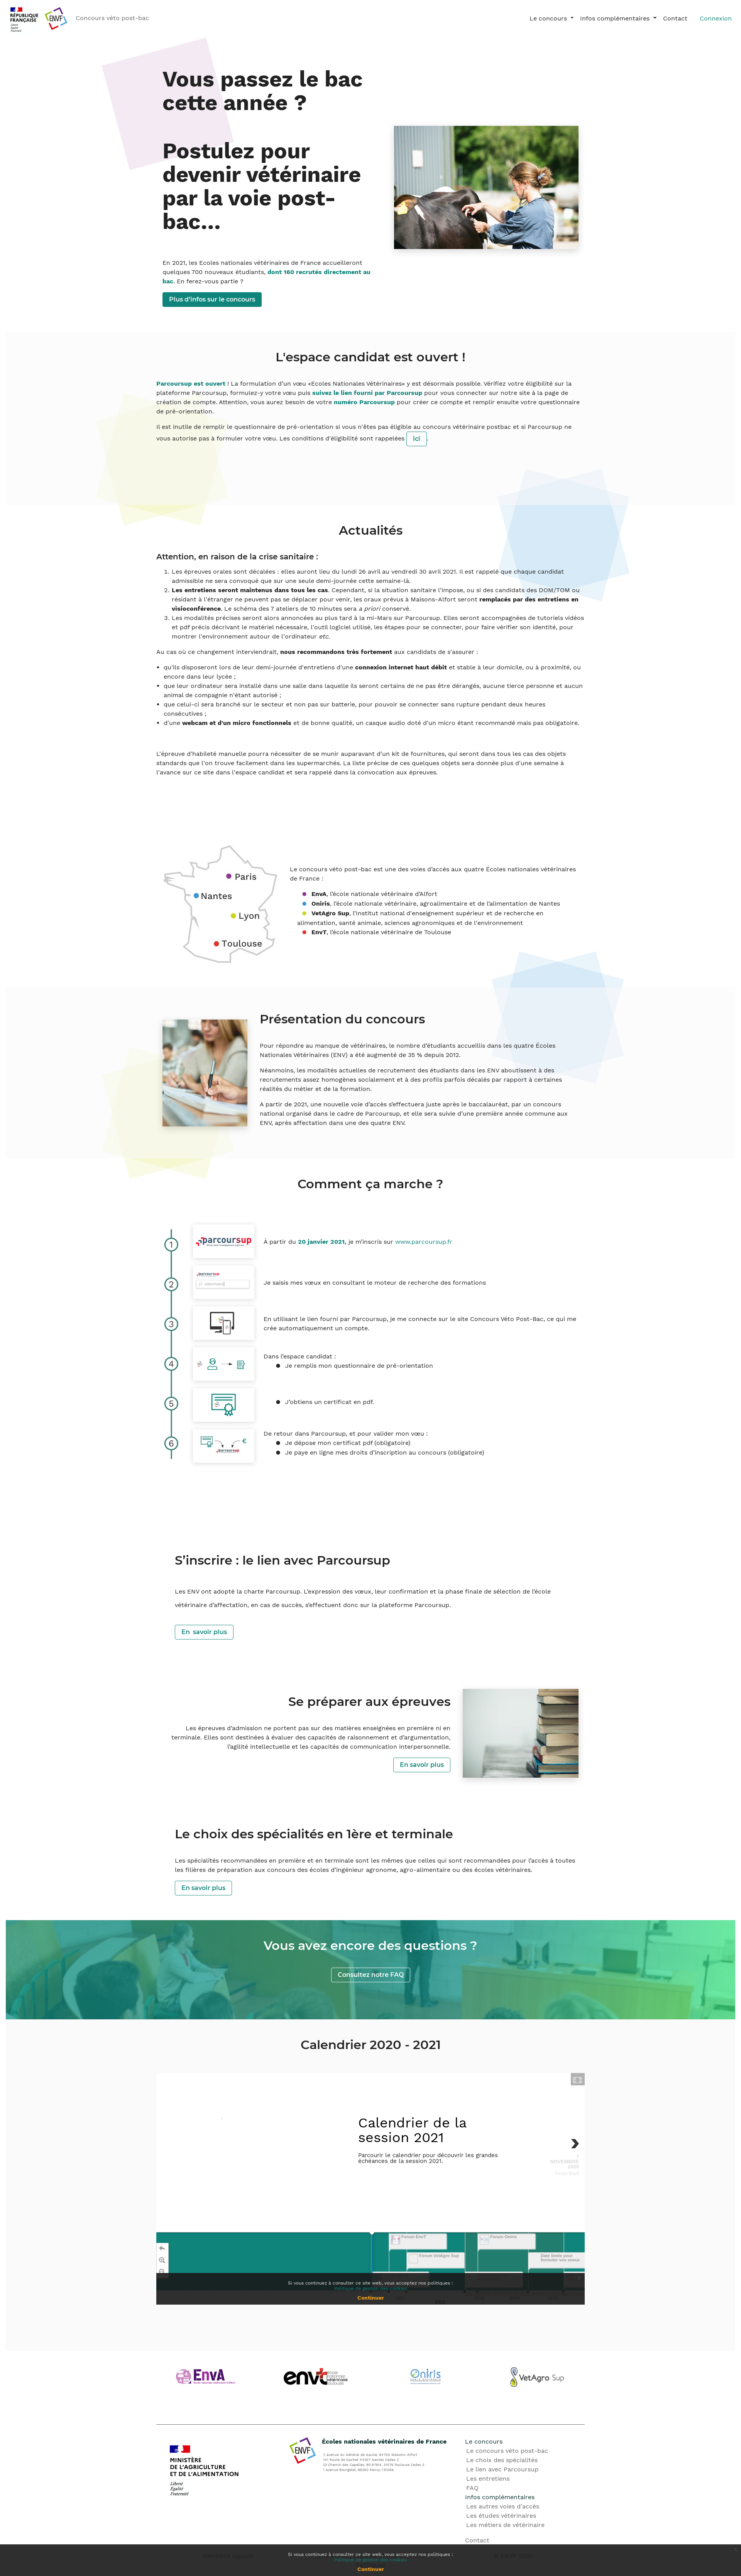 RÉPUBLIQUE
FRANÇAISE
Liberté
Égalité
Fraternité
ENVF
Concours véto post-bac
Le concours
Infos complémentaires
Contact
Connexion
Vous passez le bac
cette année ?
Postulez pour
devenir vétérinaire
par la voie post-
bac...
En 2021, les Ecoles nationales vétérinaires de France accueilleront
quelques 700 nouveaux étudiants, dont 160 recrutés directement au
bac. En ferez-vous partie ?
Plus d'infos sur le concours
L'espace candidat est ouvert !
Parcoursup est ouvert ! La formulation d'un vœu «Ecoles Nationales Vétérinaires» y est désormais possible. Vérifiez votre éligibilité sur la
plateforme Parcoursup, formulez-y votre vœu puis suivez le lien fourni par Parcoursup pour vous connecter sur notre site à la page de
création de compte. Attention, vous aurez besoin de votre numéro Parcoursup pour créer ce compte et remplir ensuite votre questionnaire
de pré-orientation.
Il est inutile de remplir le questionnaire de pré-orientation si vous n'êtes pas éligible au concours vétérinaire postbac et si Parcoursup ne
vous autorise pas à formuler votre vœu. Les conditions d'éligibilité sont rappelées ici .
Actualités
Attention, en raison de la crise sanitaire :
1. Les épreuves orales sont décalées : elles auront lieu du lundi 26 avril au vendredi 30 avril 2021. Il est rappelé que chaque candidat
admissible ne sera convoqué que sur une seule demi-journée cette semaine-là.
2. Les entretiens seront maintenus dans tous les cas. Cependant, si la situation sanitaire l'impose, ou si des candidats des DOM/TOM ou
résidant à l'étranger ne peuvent pas se déplacer pour venir, les oraux prévus à Maisons-Alfort seront remplacés par des entretiens en
visioconférence. Le schéma des 7 ateliers de 10 minutes sera a priori conservé.
3. Les modalités précises seront alors annoncées au plus tard à la mi-Mars sur Parcoursup. Elles seront accompagnées de tutoriels vidéos
et pdf précis décrivant le matériel nécessaire, l'outil logiciel utilisé, les étapes pour se connecter, pour faire vérifier son identité, pour
montrer l'environnement autour de l'ordinateur etc.
Au cas où ce changement interviendrait, nous recommandons très fortement aux candidats de s'assurer :
• qu'ils disposeront lors de leur demi-journée d'entretiens d'une connexion internet haut débit et stable à leur domicile, ou à proximité, ou
encore dans leur lycée ;
• que leur ordinateur sera installé dans une salle dans laquelle ils seront certains de ne pas être dérangés, aucune tierce personne et aucun
animal de compagnie n'étant autorisé ;
• que celui-ci sera branché sur le secteur et non pas sur batterie, pour pouvoir se connecter sans rupture pendant deux heures
consécutives ;
• d'une webcam et d'un micro fonctionnels et de bonne qualité, un casque audio doté d'un micro étant recommandé mais pas obligatoire.
L'épreuve d'habileté manuelle pourra nécessiter de se munir auparavant d'un kit de fournitures, qui seront dans tous les cas des objets
standards que l'on trouve facilement dans les supermarchés. La liste précise de ces quelques objets sera donnée plus d'une semaine à
l'avance sur ce site dans l'espace candidat et sera rappelé dans la convocation aux épreuves.
Paris
Nantes
Lyon
Toulouse
Le concours véto post-bac est une des voies d'accès aux quatre Écoles nationales vétérinaires
de France :
EnvA, l'école nationale vétérinaire d'Alfort
Oniris, l'école nationale vétérinaire, agroalimentaire et de l'alimentation de Nantes
VetAgro Sup, l'institut national d'enseignement supérieur et de recherche en
alimentation, santé animale, sciences agronomiques et de l'environnement
EnvT, l'école nationale vétérinaire de Toulouse
Présentation du concours
Pour répondre au manque de vétérinaires, le nombre d'étudiants accueillis dans les quatre Écoles
Nationales Vétérinaires (ENV) a été augmenté de 35 % depuis 2012.
Néanmoins, les modalités actuelles de recrutement des étudiants dans les ENV aboutissent à des
recrutements assez homogènes socialement et à des profils parfois décalés par rapport à certaines
réalités du métier et de la formation.
A partir de 2021, une nouvelle voie d'accès s'effectuera juste après le baccalauréat, par un concours
national organisé dans le cadre de Parcoursup, et elle sera suivie d'une première année commune aux
ENV, après affectation dans une des quatre ENV.
Comment ça marche ?
1
parcoursup
À partir du 20 janvier 2021, je m'inscris sur www.parcoursup.fr
2
Je saisis mes vœux en consultant le moteur de recherche des formations
3
En utilisant le lien fourni par Parcoursup, je me connecte sur le site Concours Véto Post-Bac, ce qui me
crée automatiquement un compte.
4
Dans l'espace candidat :
● Je remplis mon questionnaire de pré-orientation
5
● J'obtiens un certificat en pdf.
6
€
De retour dans Parcoursup, et pour valider mon vœu :
● Je dépose mon certificat pdf (obligatoire)
● Je paye en ligne mes droits d'inscription au concours (obligatoire)
S'inscrire : le lien avec Parcoursup
Les ENV ont adopté la charte Parcoursup. L'expression des vœux, leur confirmation et la phase finale de sélection de l'école
vétérinaire d'affectation, en cas de succès, s'effectuent donc sur la plateforme Parcoursup.
En savoir plus
Se préparer aux épreuves
Les épreuves d'admission ne portent pas sur des matières enseignées en première ni en
terminale. Elles sont destinées à évaluer des capacités de raisonnement et d'argumentation,
l'agilité intellectuelle et les capacités de communication interpersonnelle.
En savoir plus
Le choix des spécialités en 1ère et terminale
Les spécialités recommandées en première et en terminale sont les mêmes que celles qui sont recommandées pour l'accès à toutes
les filières de préparation aux concours des écoles d'ingénieur agronome, agro-alimentaire ou des écoles vétérinaires.
En savoir plus
Vous avez encore des questions ?
Consultez notre FAQ
Calendrier 2020 - 2021
Calendrier de la
session 2021
Parcourir le calendrier pour découvrir les grandes
échéances de la session 2021.
NOVEMBRE
2020
Forum EnvT
Forum Oniris
Forum VetAgro Sup
Date limite pour
formuler vos voeux
Si vous continuez à consulter ce site web, vous acceptez nos politiques :
Politique de gestion des cookies
Continuer
EnvA
envt
école
nationale
vétérinaire
toulouse
Oniris
VetAgro Sup
MINISTÈRE
DE L'AGRICULTURE
ET DE L'ALIMENTATION
Liberté
Égalité
Fraternité
ENVF
Écoles nationales vétérinaires de France
7 avenue du Général de Gaulle 94700 Maisons-Alfort
101 Route de Gachet 44307 Nantes Cedex 3
23 Chemin des Capelles, BP 87614, 31076 Toulouse Cedex 3
1 Avenue Bourgelat, 69280 Marcy-l'Étoile
Le concours
Le concours véto post-bac
Le choix des spécialités
Le lien avec Parcoursup
Les entretiens
FAQ
Infos complémentaires
Les autres voies d'accès
Les études vétérinaires
Les métiers de vétérinaire
Contact
Si vous continuez à consulter ce site web, vous acceptez nos politiques :
Politique de gestion des cookies
Continuer